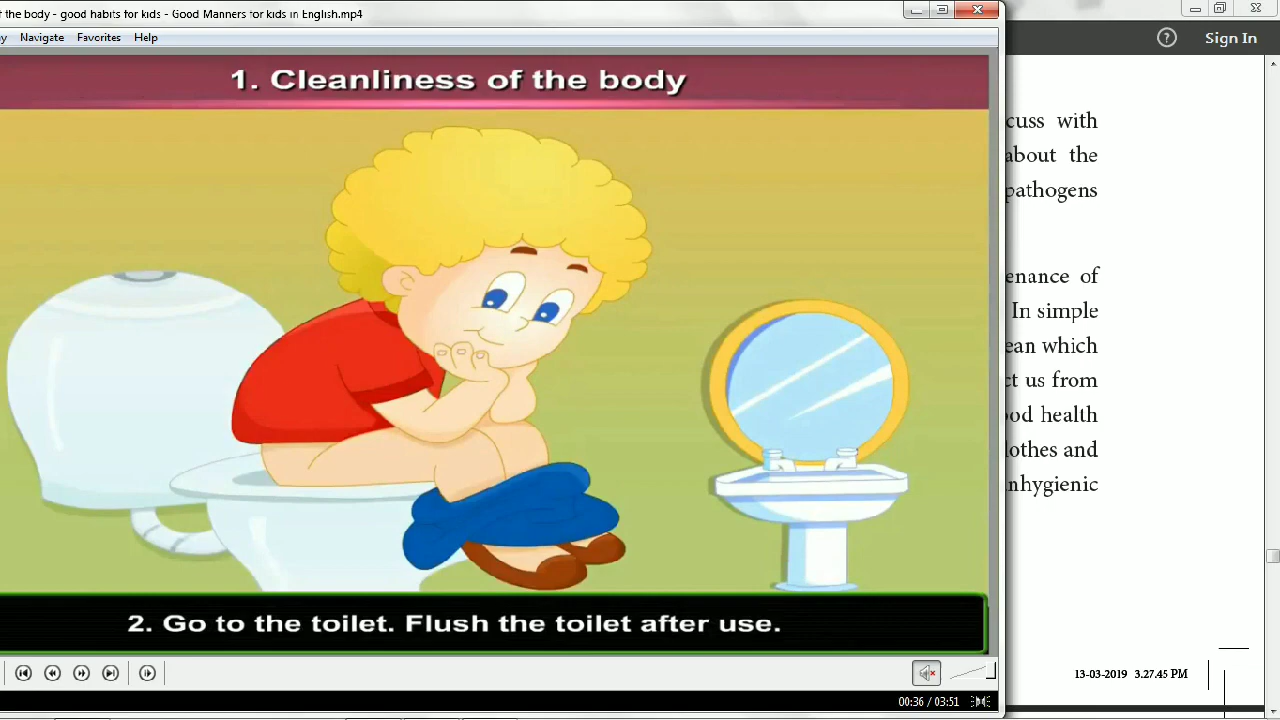 the body - good habits for kids - Good Manners for kids in English.mp4
Navigate Favorites Help
Sign In
1. Cleanliness of the body
cuss with
about the
pathogens
enance of
In simple
ean which
ct us from
ood health
lothes and
nhygienic
2. Go to the toilet. Flush the toilet after use.
13-03-2019 3.27.45 PM
00:36 / 03:51